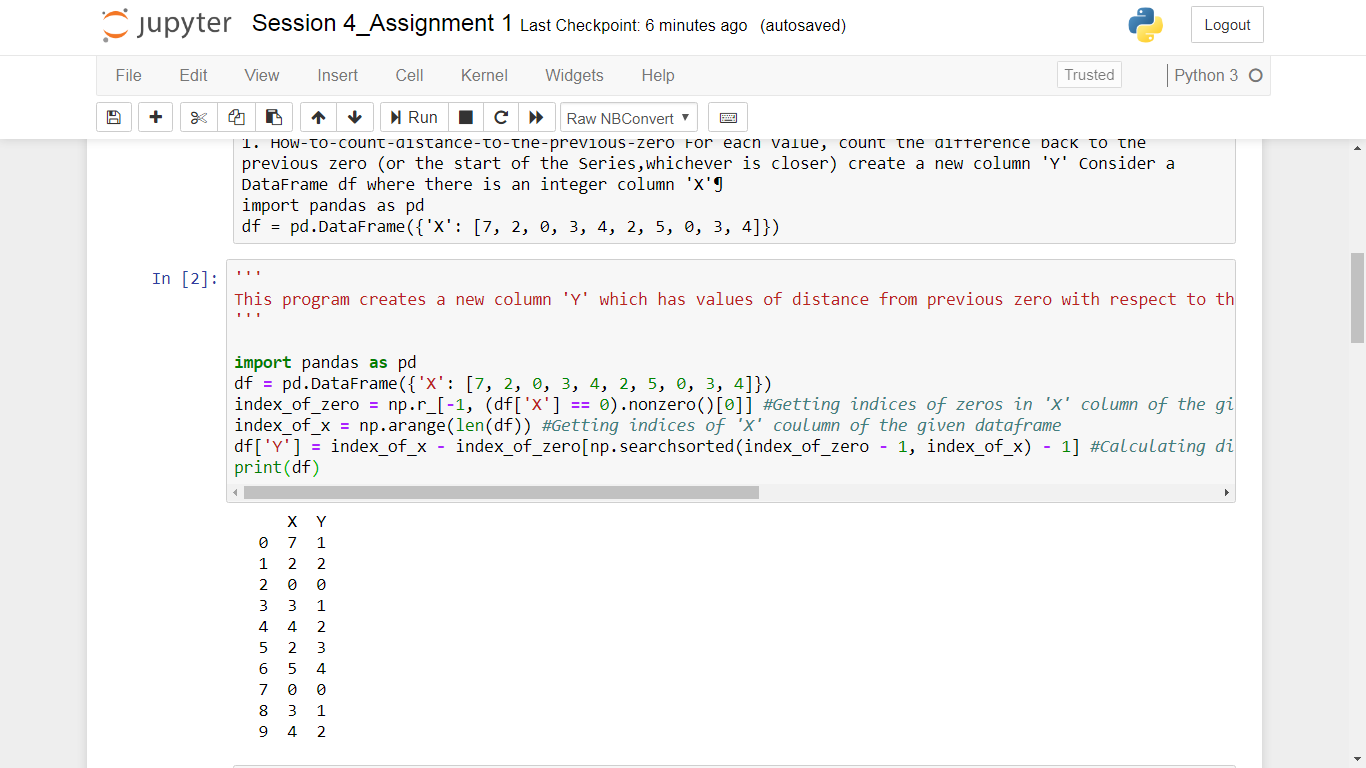 jupyter Session 4_Assignment 1 Last Checkpoint: 6 minutes ago (autosaved) Logout
File Edit View Insert Cell Kernel Widgets Help Trusted Python 3
Run Raw NBConvert
1. How-to-count-distance-to-the-previous-zero For each value, count the difference back to the
previous zero (or the start of the Series,whichever is closer) create a new column 'Y' Consider a
DataFrame df where there is an integer column 'X'¶
import pandas as pd
df = pd.DataFrame({'X': [7, 2, 0, 3, 4, 2, 5, 0, 3, 4]})
In [2]:
'''
This program creates a new column 'Y' which has values of distance from previous zero with respect to th
'''
import pandas as pd
df = pd.DataFrame({'X': [7, 2, 0, 3, 4, 2, 5, 0, 3, 4]})
index_of_zero = np.r_[-1, (df['X'] == 0).nonzero()[0]] #Getting indices of zeros in 'X' column of the gi
index_of_x = np.arange(len(df)) #Getting indices of 'X' coulumn of the given dataframe
df['Y'] = index_of_x - index_of_zero[np.searchsorted(index_of_zero - 1, index_of_x) - 1] #Calculating di
print(df)
X Y
0 7 1
1 2 2
2 0 0
3 3 1
4 4 2
5 2 3
6 5 4
7 0 0
8 3 1
9 4 2